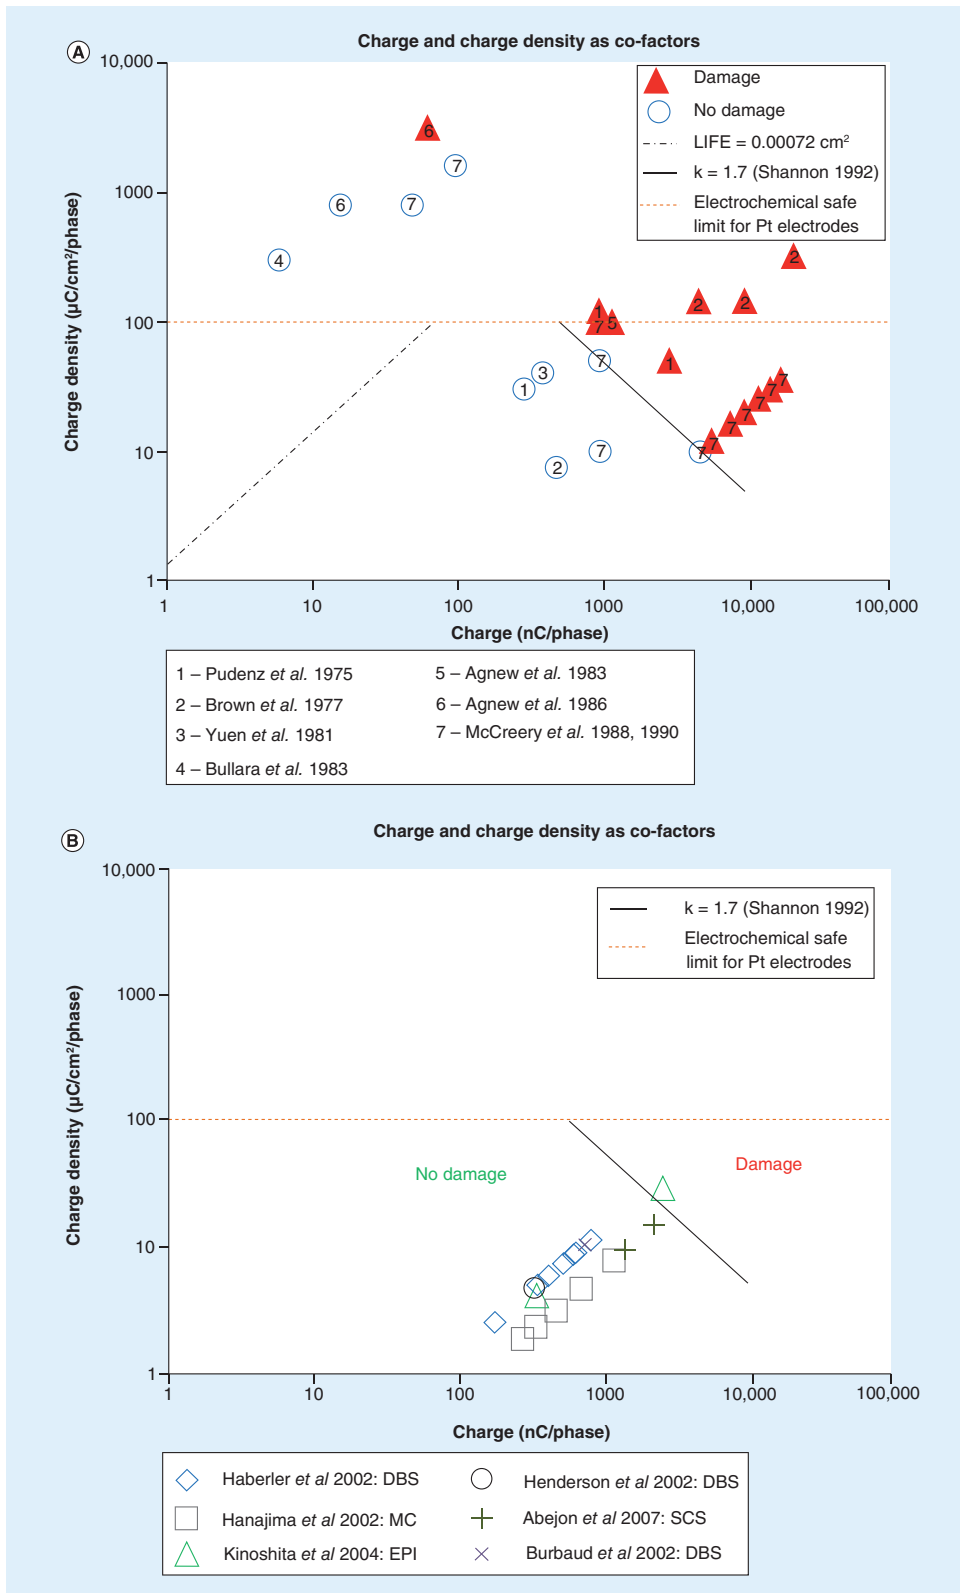 A
Charge and charge density as co-factors
10,000
1000
100
10
1
Charge density (µC/cm²/phase)
Damage
No damage
LIFE = 0.00072 cm²
k = 1.7 (Shannon 1992)
Electrochemical safe
limit for Pt electrodes
6
7
6
7
4
2
2
2
1
7
5
1
7
3
1
7
7
7
7
7
7
7
7
2
7
1
10
100
1000
10,000
100,000
Charge (nC/phase)
1 – Pudenz et al. 1975
2 – Brown et al. 1977
3 – Yuen et al. 1981
4 – Bullara et al. 1983
5 – Agnew et al. 1983
6 – Agnew et al. 1986
7 – McCreery et al. 1988, 1990
B
Charge and charge density as co-factors
10,000
1000
100
10
1
Charge density (µC/cm²/phase)
k = 1.7 (Shannon 1992)
Electrochemical safe
limit for Pt electrodes
No damage
Damage
1
10
100
1000
10,000
100,000
Charge (nC/phase)
Haberler et al 2002: DBS
Hanajima et al 2002: MC
Kinoshita et al 2004: EPI
Henderson et al 2002: DBS
Abejon et al 2007: SCS
Burbaud et al 2002: DBS